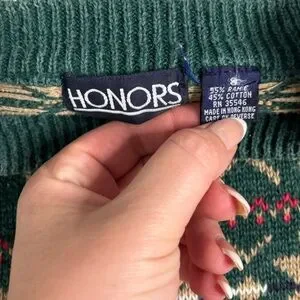 HONORS
55% RAMIE
45% COTTON
RN 35546
MADE IN HONG KONG
CARE ON REVERSE